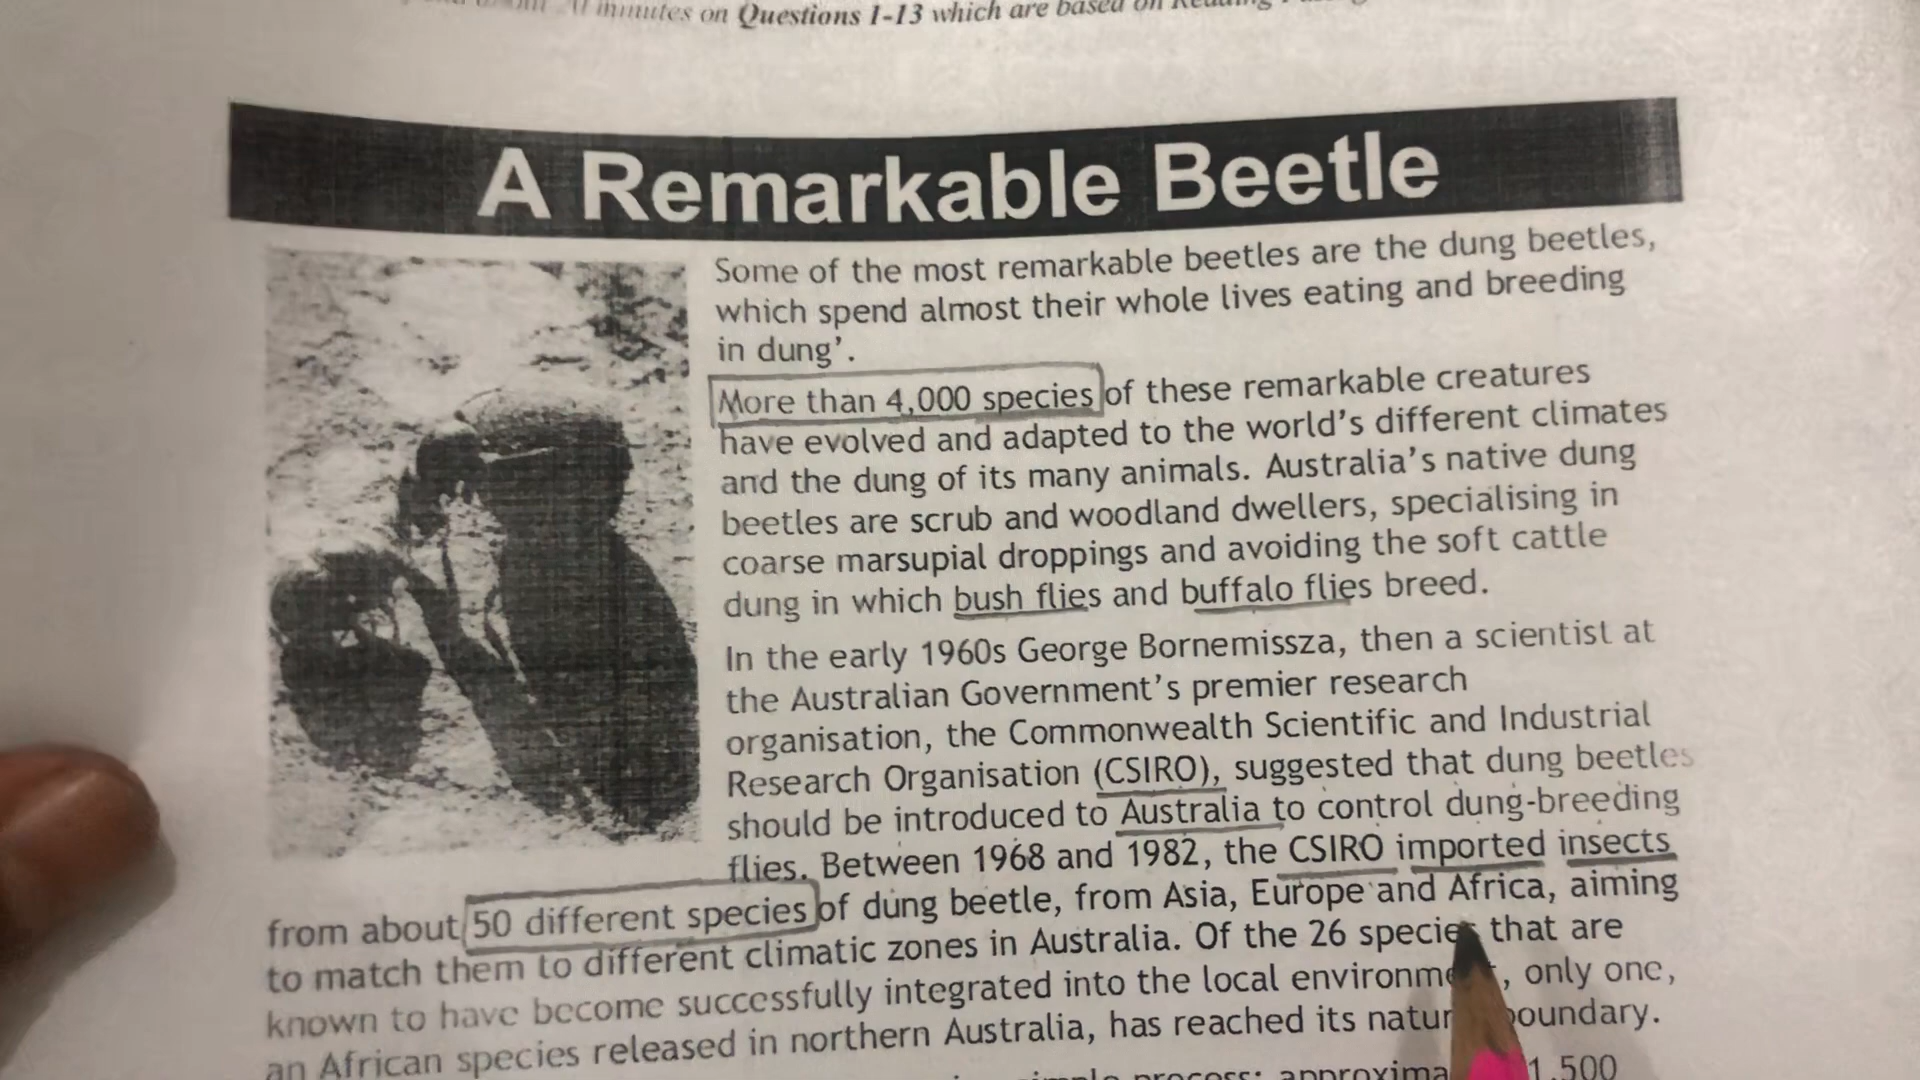 minutes on Questions 1-13 which are based on Reading
A Remarkable Beetle
Some of the most remarkable beetles are the dung beetles,
which spend almost their whole lives eating and breeding
in dung’.
More than 4,000 species of these remarkable creatures
have evolved and adapted to the world’s different climates
and the dung of its many animals. Australia’s native dung
beetles are scrub and woodland dwellers, specialising in
coarse marsupial droppings and avoiding the soft cattle
dung in which bush flies and buffalo flies breed.
In the early 1960s George Bornemissza, then a scientist at
the Australian Government’s premier research
organisation, the Commonwealth Scientific and Industrial
Research Organisation (CSIRO), suggested that dung beetles
should be introduced to Australia to control dung-breeding
flies. Between 1968 and 1982, the CSIRO imported insects
from about 50 different species of dung beetle, from Asia, Europe and Africa, aiming
to match them to different climatic zones in Australia. Of the 26 species that are
known to have become successfully integrated into the local , only one,
an African species released in northern Australia, has reached its boundary.
process: 1,500